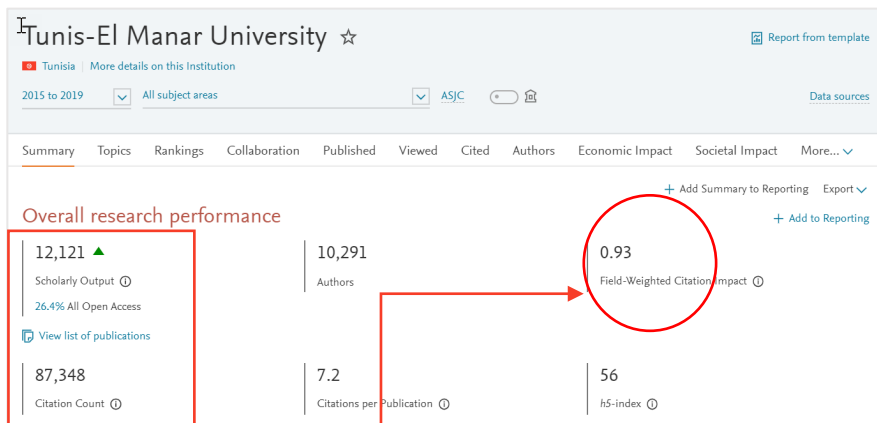 Tunis-El Manar University
Report from template
Tunisia | More details on this Institution
2015 to 2019 All subject areas ASJC Data sources
Summary Topics Rankings Collaboration Published Viewed Cited Authors Economic Impact Societal Impact More...
+ Add Summary to Reporting Export
Overall research performance
+ Add to Reporting
12,121
Scholarly Output
26.4% All Open Access
View list of publications
10,291
Authors
0.93
Field-Weighted Citation Impact
87,348
Citation Count
7.2
Citations per Publication
56
h5-index